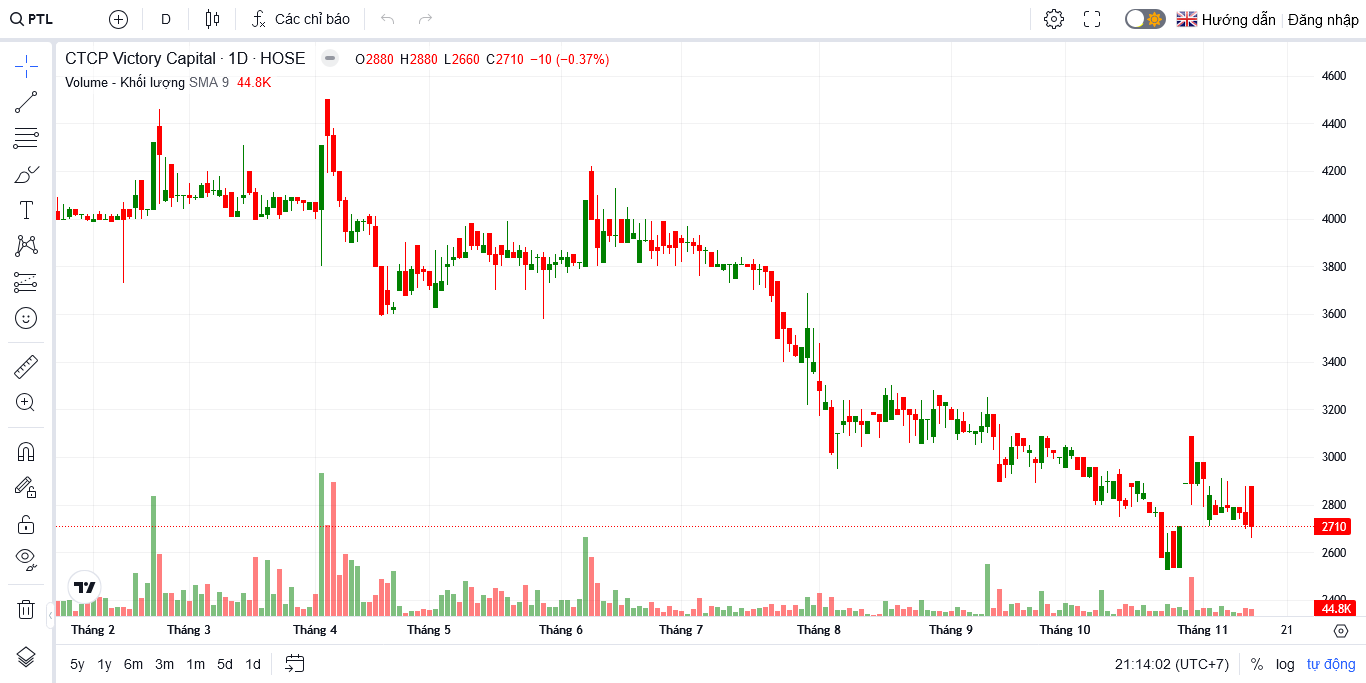 PTL D Các chỉ báo Hướng dẫn Đăng nhập
CTCP Victory Capital · 1D · HOSE O2880 H2880 L2660 C2710 −10 (−0.37%)
Volume - Khối lượng SMA 9 44.8K
4600
4400
4200
4000
3800
3600
3400
3200
3000
2800
2710
2600
2400
44.8K
Tháng 2 Tháng 3 Tháng 4 Tháng 5 Tháng 6 Tháng 7 Tháng 8 Tháng 9 Tháng 10 Tháng 11 21
5y 1y 6m 3m 1m 5d 1d 21:14:02 (UTC+7) % log tự động